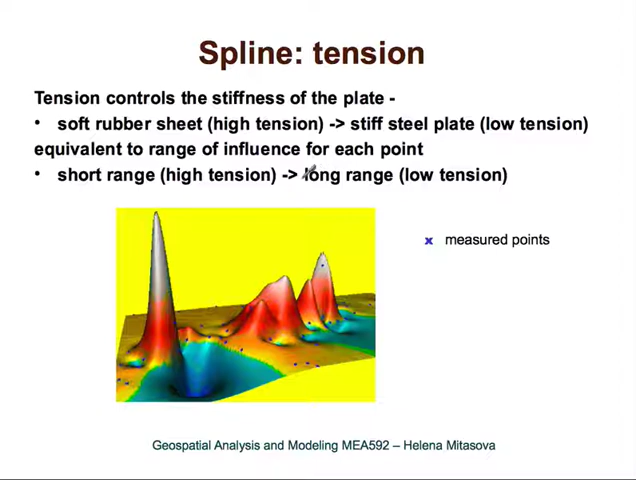 Spline: tension
Tension controls the stiffness of the plate -
• soft rubber sheet (high tension) -> stiff steel plate (low tension)
equivalent to range of influence for each point
• short range (high tension) -> long range (low tension)
x measured points
Geospatial Analysis and Modeling MEA592 – Helena Mitasova